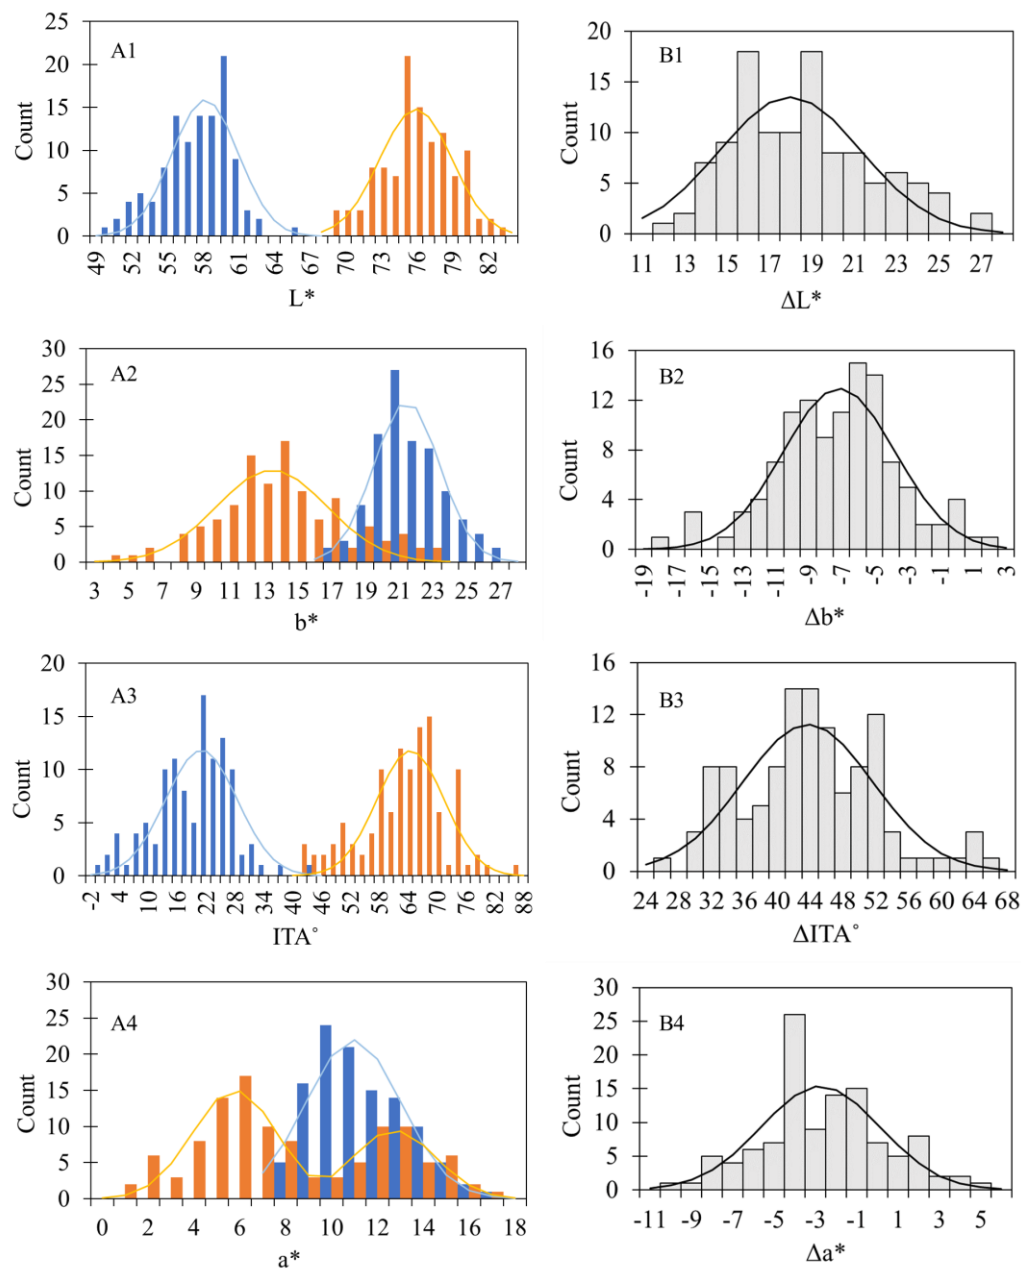 A1
Count
25
20
15
10
5
0
49 52 55 58 61 64 67 70 73 76 79 82
L*
B1
Count
20
15
10
5
0
11 13 15 17 19 21 23 25 27
ΔL*
A2
Count
30
25
20
15
10
5
0
3 5 7 9 11 13 15 17 19 21 23 25 27
b*
B2
Count
16
12
8
4
0
-19 -17 -15 -13 -11 -9 -7 -5 -3 -1 1 3
Δb*
A3
Count
20
15
10
5
0
-2 4 10 16 22 28 34 40 46 52 58 64 70 76 82 88
ITA°
B3
Count
16
12
8
4
0
24 28 32 36 40 44 48 52 56 60 64 68
ΔITA°
A4
Count
30
25
20
15
10
5
0
0 2 4 6 8 10 12 14 16 18
a*
B4
Count
30
25
20
15
10
5
0
-11 -9 -7 -5 -3 -1 1 3 5
Δa*